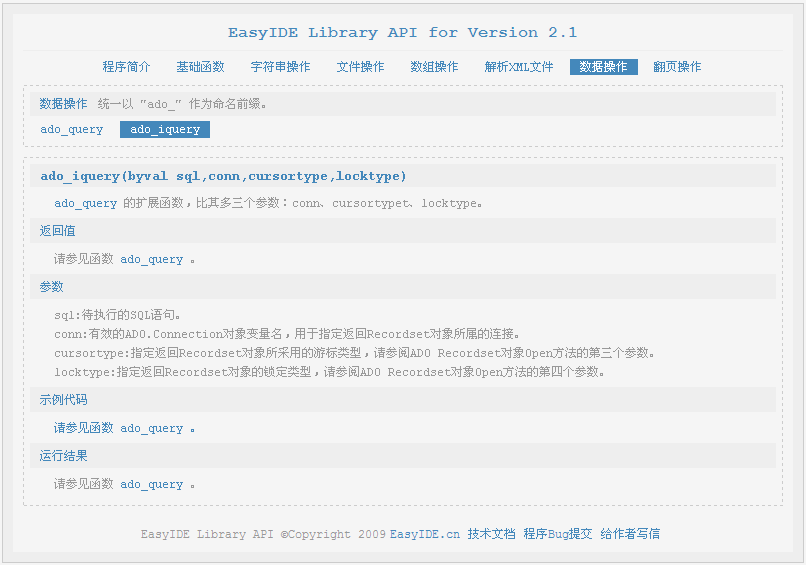 EasyIDE Library API for Version 2.1
程序简介 基础函数 字符串操作 文件操作 数组操作 解析XML文件 数据操作 翻页操作
数据操作 统一以 "ado_" 作为命名前缀。
ado_query ado_iquery
ado_iquery(byval sql,conn,cursortype,locktype)
ado_query 的扩展函数，比其多三个参数：conn、cursortypet、locktype。
返回值
请参见函数 ado_query 。
参数
sql:待执行的SQL语句。
conn:有效的ADO.Connection对象变量名，用于指定返回Recordset对象所属的连接。
cursortype:指定返回Recordset对象所采用的游标类型，请参阅ADO Recordset对象Open方法的第三个参数。
locktype:指定返回Recordset对象的锁定类型，请参阅ADO Recordset对象Open方法的第四个参数。
示例代码
请参见函数 ado_query 。
运行结果
请参见函数 ado_query 。
EasyIDE Library API ©Copyright 2009 EasyIDE.cn 技术文档 程序Bug提交 给作者写信